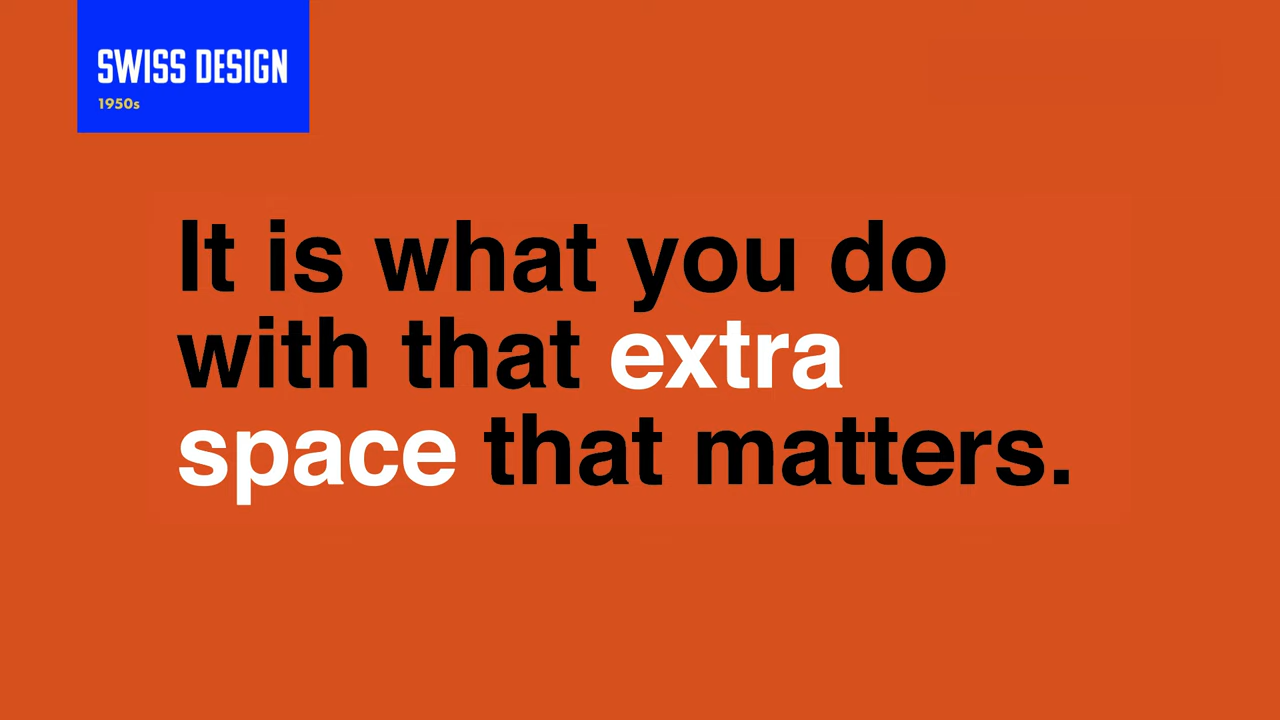 SWISS DESIGN
1950s
It is what you do
with that extra
space that matters.